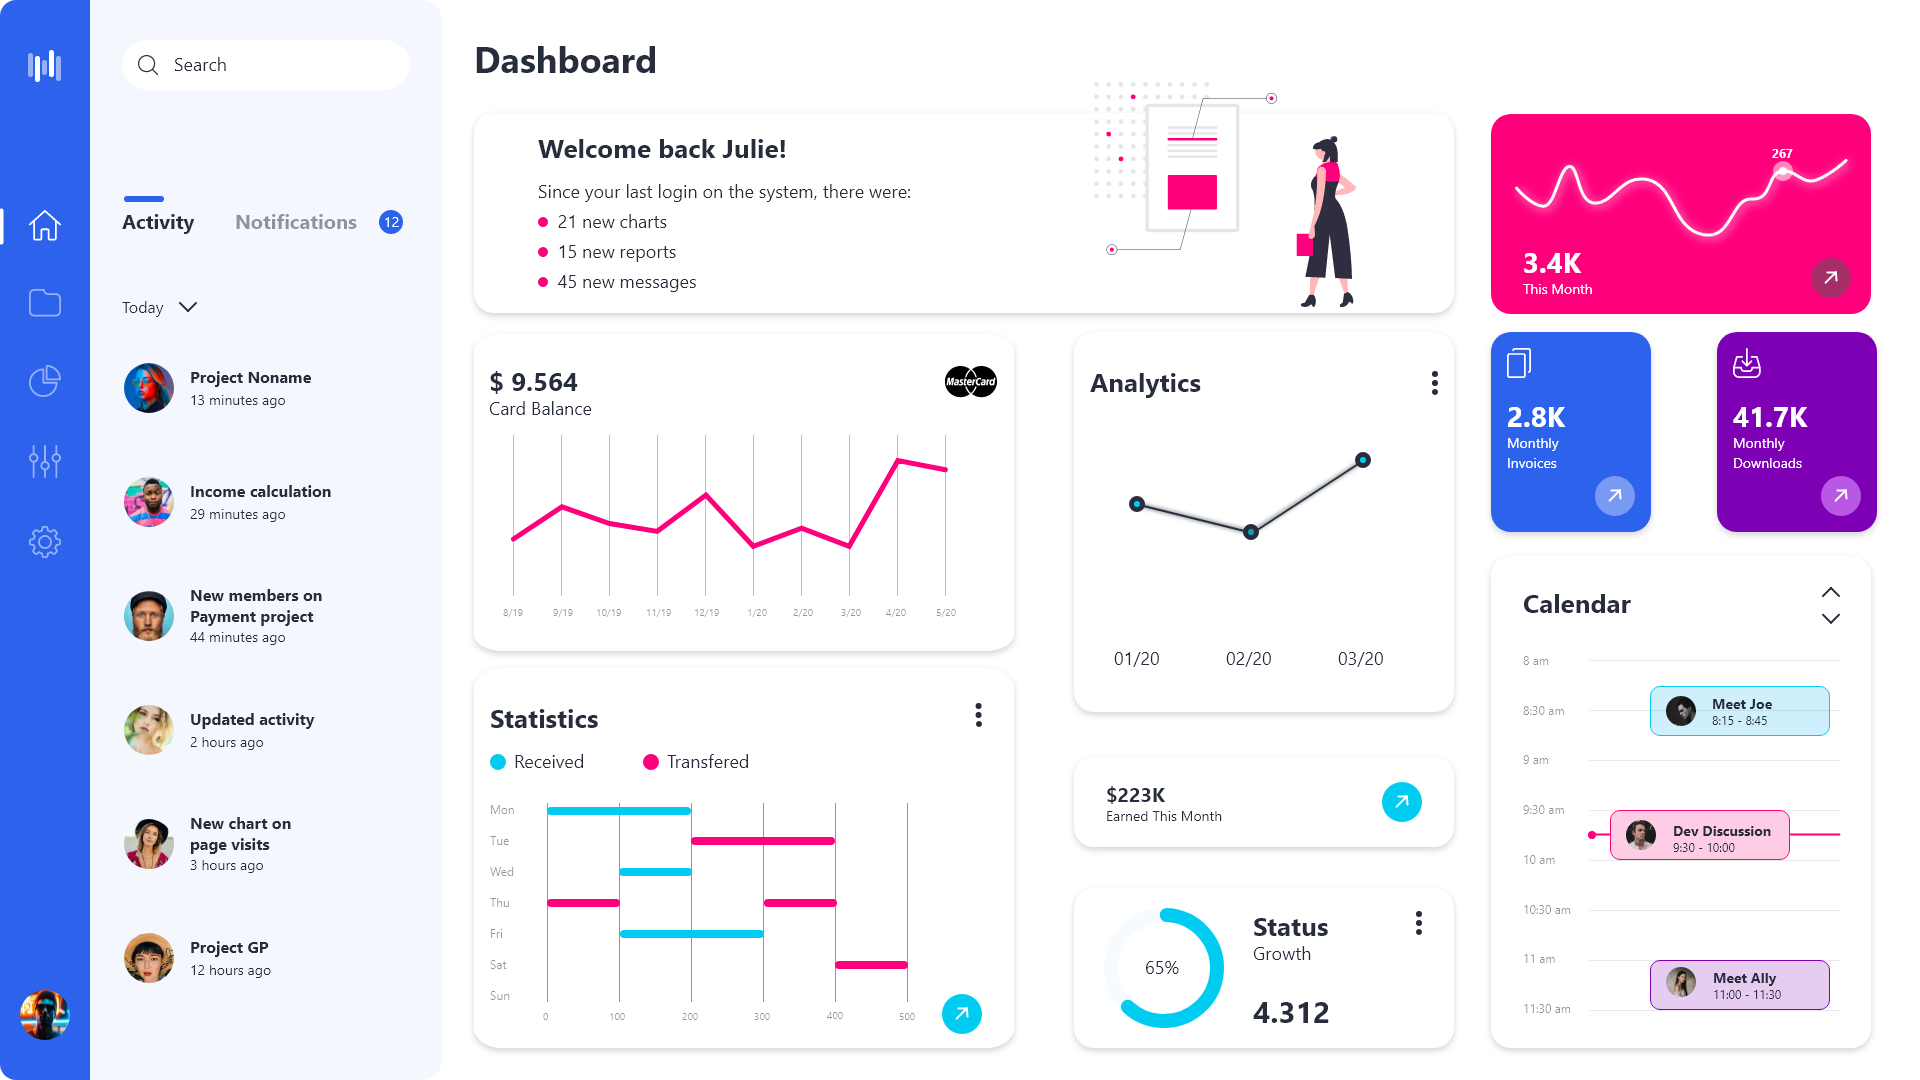 Search
Activity
Notifications
12
Today
Project Noname
13 minutes ago
Income calculation
29 minutes ago
New members on
Payment project
44 minutes ago
Updated activity
2 hours ago
New chart on
page visits
3 hours ago
Project GP
12 hours ago
Dashboard
Welcome back Julie!
Since your last login on the system, there were:
21 new charts
15 new reports
45 new messages
267
3.4K
This Month
$ 9.564
Card Balance
MasterCard
8/19 9/19 10/19 11/19 12/19 1/20 2/20 3/20 4/20 5/20
Analytics
01/20 02/20 03/20
2.8K
Monthly
Invoices
41.7K
Monthly
Downloads
Statistics
Received Transfered
Mon
Tue
Wed
Thu
Fri
Sat
Sun
0 100 200 300 400 500
$223K
Earned This Month
65%
Status
Growth
4.312
Calendar
8 am
Meet Joe
8:15 - 8:45
8:30 am
9 am
9:30 am
Dev Discussion
9:30 - 10:00
10 am
10:30 am
11 am
Meet Ally
11:00 - 11:30
11:30 am